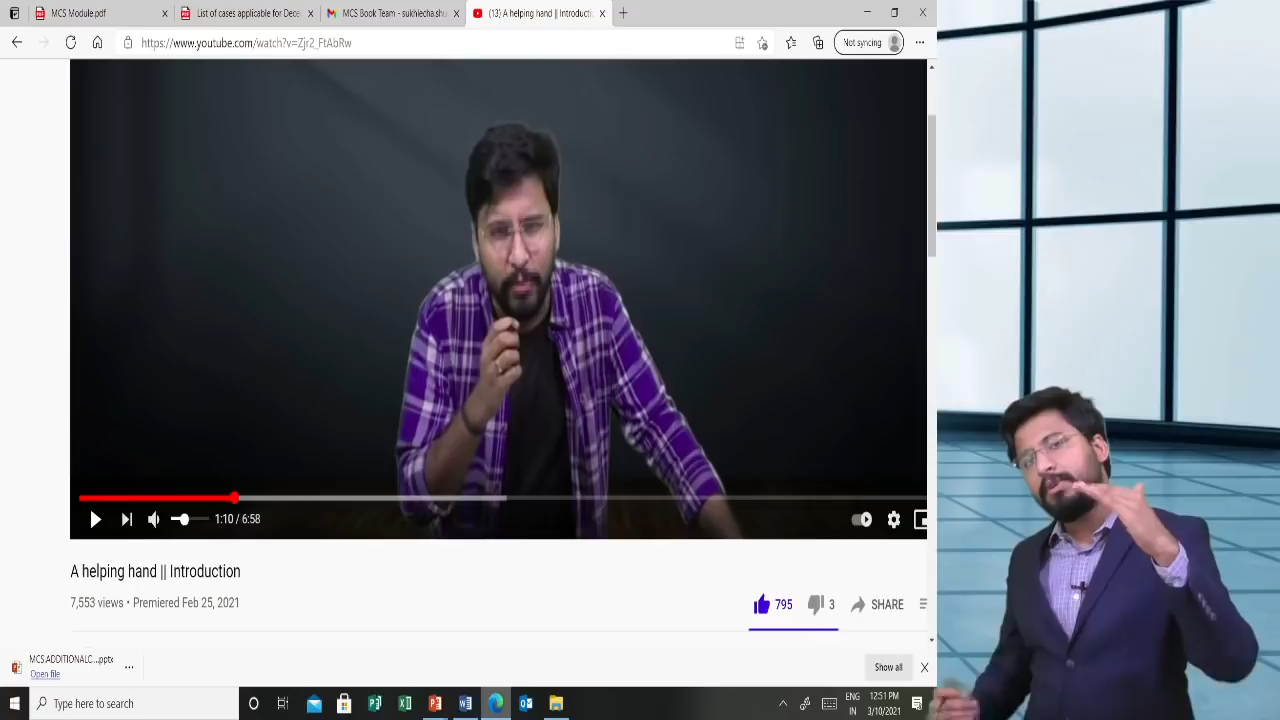 MCS Module.pdf
List of cases applicable for Dece
MCS Book Team - sukhlecha.shu
(13) A helping hand || Introductio
https://www.youtube.com/watch?v=Zjr2_FtAbRw
Not syncing
1:10 / 6:58
A helping hand || Introduction
7,553 views • Premiered Feb 25, 2021
795
3
SHARE
MCS.ADDITIONALC....pptx
Open file
Show all
Type here to search
ENG
IN
12:51 PM
3/10/2021